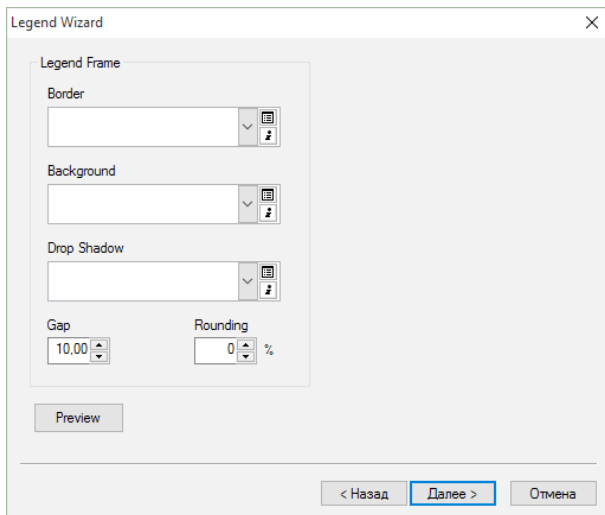 Legend Wizard
Legend Frame
Border
Background
Drop Shadow
Gap
Rounding
10,00
0
%
Preview
< Назад
Далее >
Отмена